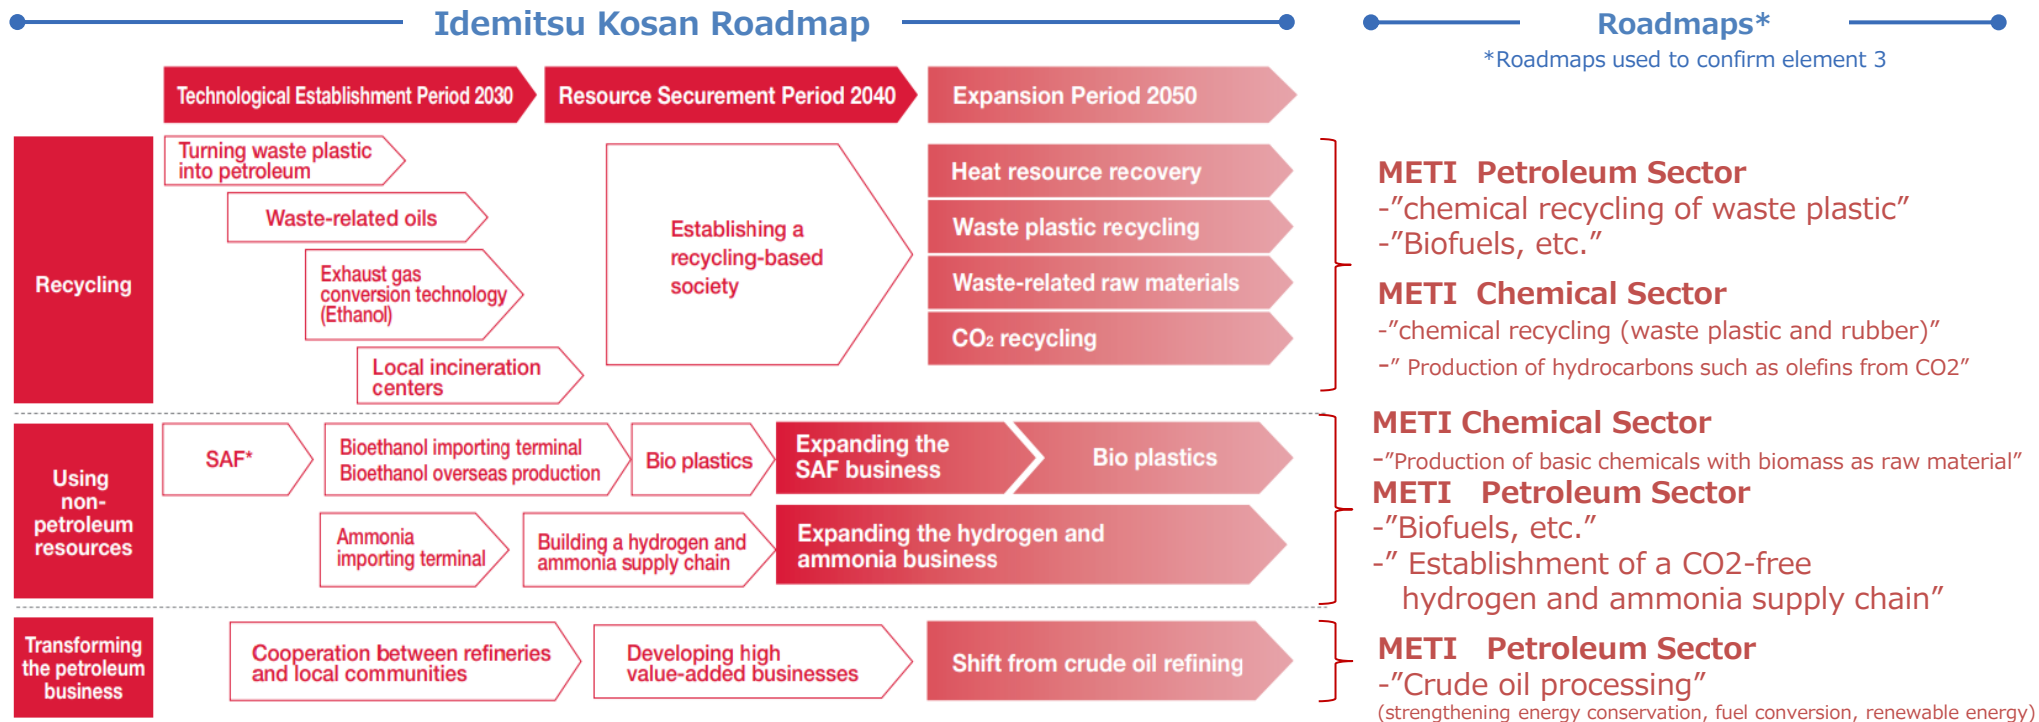 Idemitsu Kosan Roadmap
Roadmaps*
*Roadmaps used to confirm element 3
Technological Establishment Period 2030
Resource Securement Period 2040
Expansion Period 2050
Recycling
Turning waste plastic
into petroleum
Waste-related oils
Exhaust gas
conversion technology
(Ethanol)
Local incineration
centers
Establishing a
recycling-based
society
Heat resource recovery
Waste plastic recycling
Waste-related raw materials
CO₂ recycling
METI  Petroleum Sector
-”chemical recycling of waste plastic”
-”Biofuels, etc.”
METI  Chemical Sector
-”chemical recycling (waste plastic and rubber)”
-” Production of hydrocarbons such as olefins from CO2”
Using
non-
petroleum
resources
SAF*
Bioethanol importing terminal
Bioethanol overseas production
Bio plastics
Expanding the
SAF business
Bio plastics
Ammonia
importing terminal
Building a hydrogen and
ammonia supply chain
Expanding the hydrogen and
ammonia business
METI Chemical Sector
-”Production of basic chemicals with biomass as raw material”
METI   Petroleum Sector
-”Biofuels, etc.”
-” Establishment of a CO2-free
hydrogen and ammonia supply chain”
Transforming
the petroleum
business
Cooperation between refineries
and local communities
Developing high
value-added businesses
Shift from crude oil refining
METI   Petroleum Sector
-”Crude oil processing”
(strengthening energy conservation, fuel conversion, renewable energy)